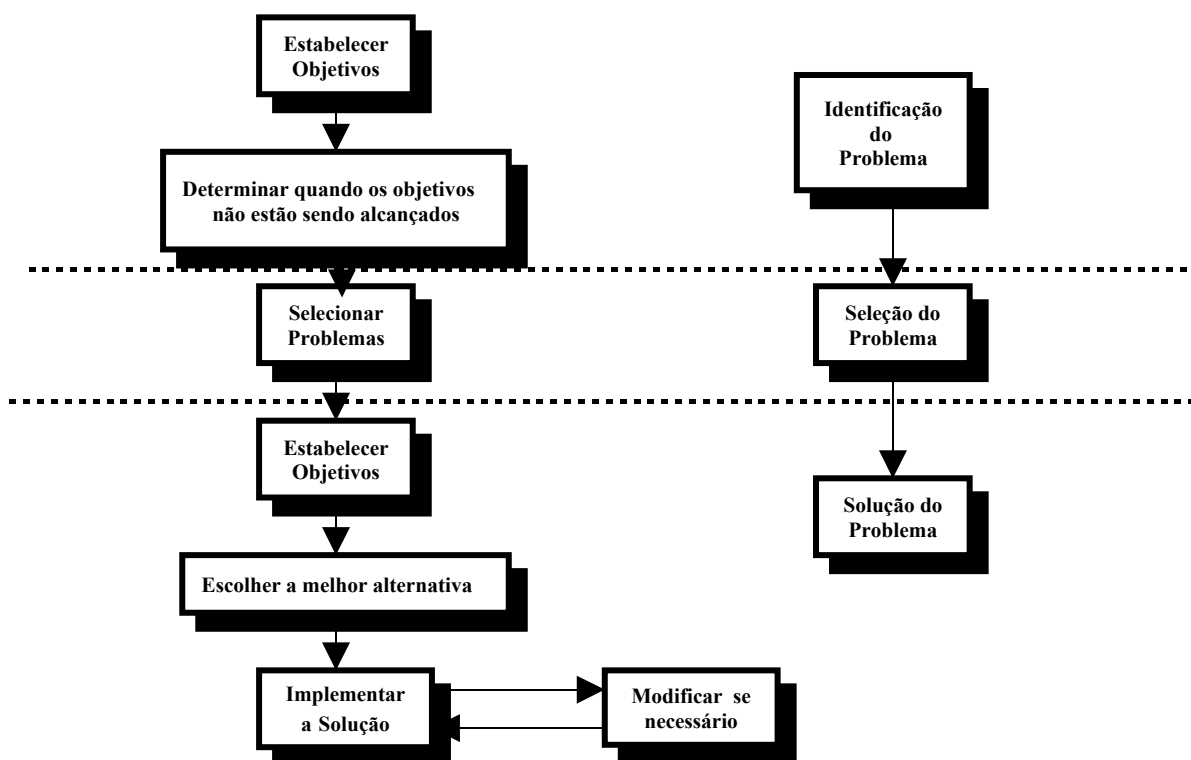 Estabelecer
Objetivos
Identificação
do
Problema
Determinar quando os objetivos
não estão sendo alcançados
Selecionar
Problemas
Seleção do
Problema
Estabelecer
Objetivos
Solução do
Problema
Escolher a melhor alternativa
Implementar
a Solução
Modificar se
necessário